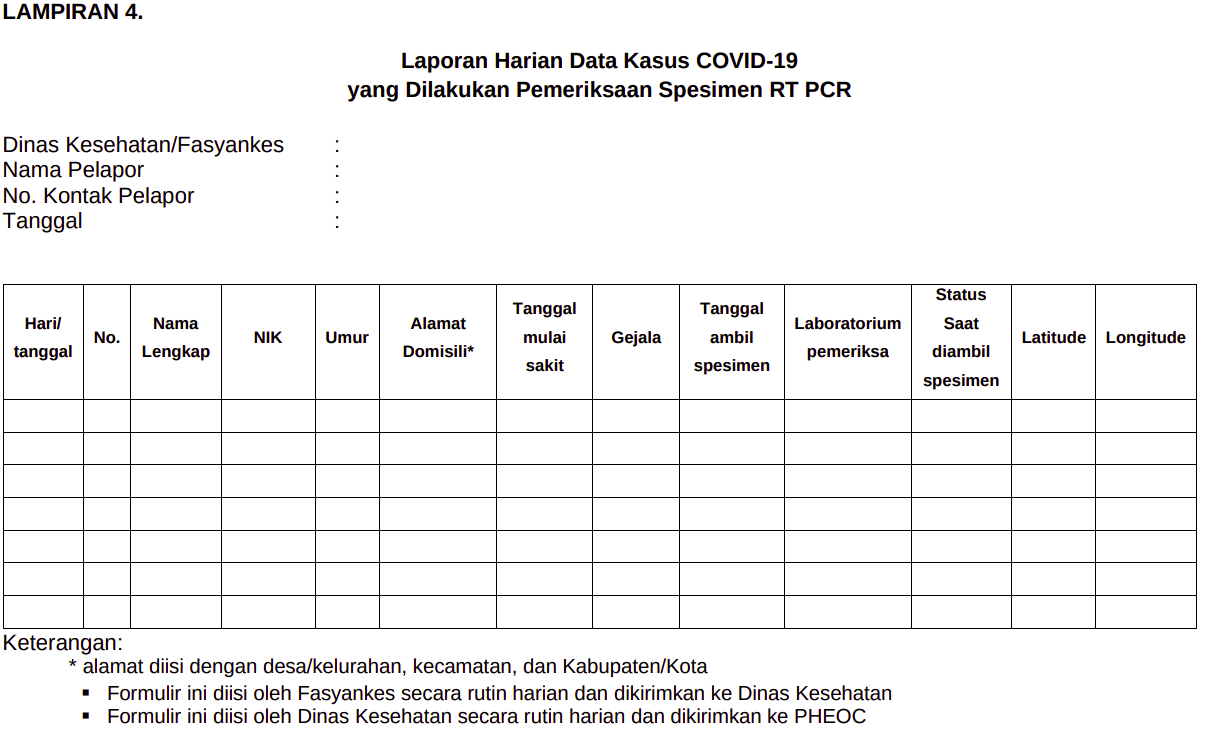 LAMPIRAN 4.
Laporan Harian Data Kasus COVID-19
yang Dilakukan Pemeriksaan Spesimen RT PCR
Dinas Kesehatan/Fasyankes :
Nama Pelapor :
No. Kontak Pelapor :
Tanggal :
Hari/
tanggal
No.
Nama
Lengkap
NIK
Umur
Alamat
Domisili*
Tanggal
mulai
sakit
Gejala
Tanggal
ambil
spesimen
Laboratorium
pemeriksa
Status
Saat
diambil
spesimen
Latitude
Longitude
Keterangan:
* alamat diisi dengan desa/kelurahan, kecamatan, dan Kabupaten/Kota
▪ Formulir ini diisi oleh Fasyankes secara rutin harian dan dikirimkan ke Dinas Kesehatan
▪ Formulir ini diisi oleh Dinas Kesehatan secara rutin harian dan dikirimkan ke PHEOC